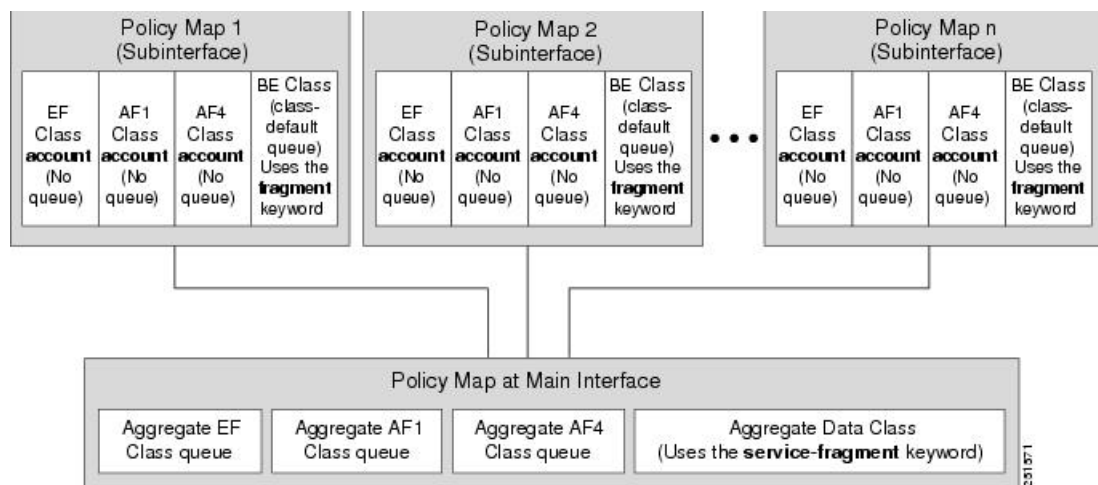 Policy Map 1
(Subinterface)
EF
Class
account
(No
queue)
AF1
Class
account
(No
queue)
AF4
Class
account
(No
queue)
BE Class
(class-
default
queue)
Uses the
fragment
keyword
Policy Map 2
(Subinterface)
EF
Class
account
(No
queue)
AF1
Class
account
(No
queue)
AF4
Class
account
(No
queue)
BE Class
(class-
default
queue)
Uses the
fragment
keyword
Policy Map n
(Subinterface)
EF
Class
account
(No
queue)
AF1
Class
account
(No
queue)
AF4
Class
account
(No
queue)
BE Class
(class-
default
queue)
Uses the
fragment
keyword
Policy Map at Main Interface
Aggregate EF
Class queue
Aggregate AF1
Class queue
Aggregate AF4
Class queue
Aggregate Data Class
(Uses the service-fragment keyword)